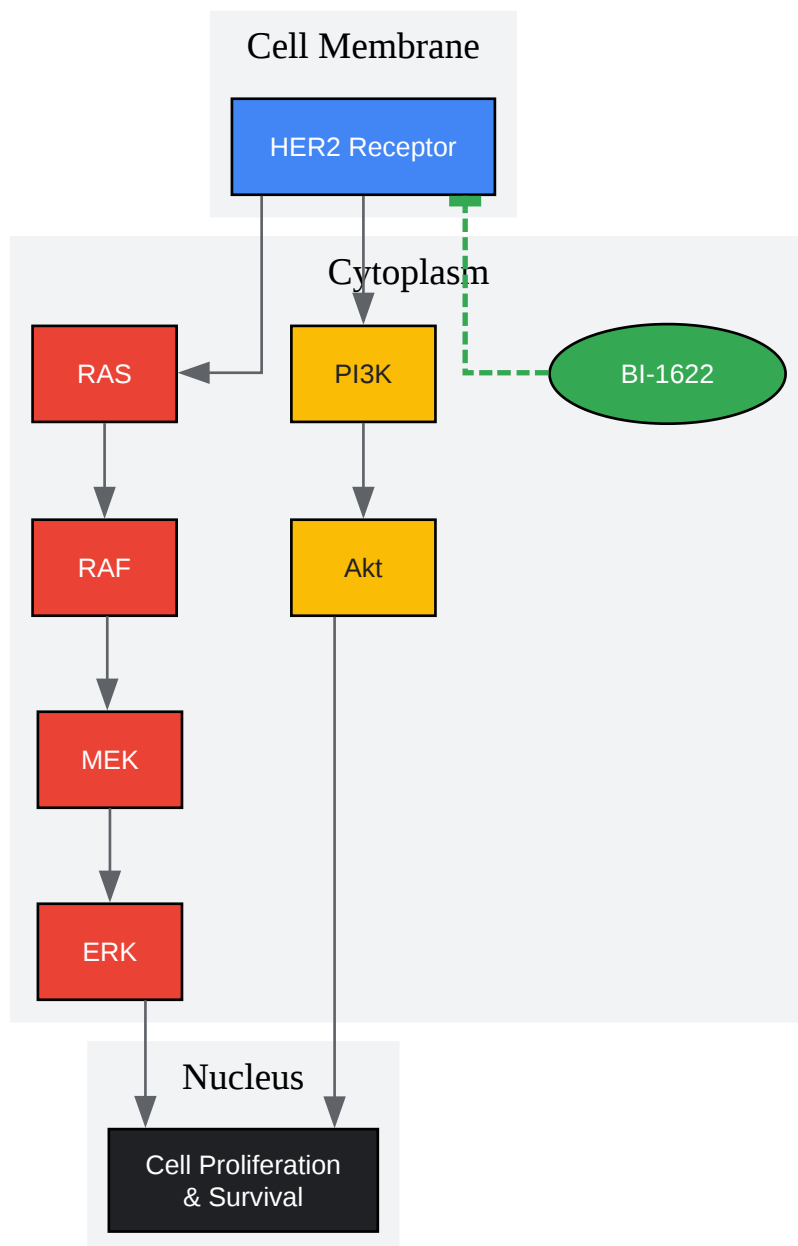 Cell Membrane
HER2 Receptor
Cytoplasm
RAS
PI3K
BI-1622
RAF
Akt
MEK
ERK
Nucleus
Cell Proliferation
& Survival